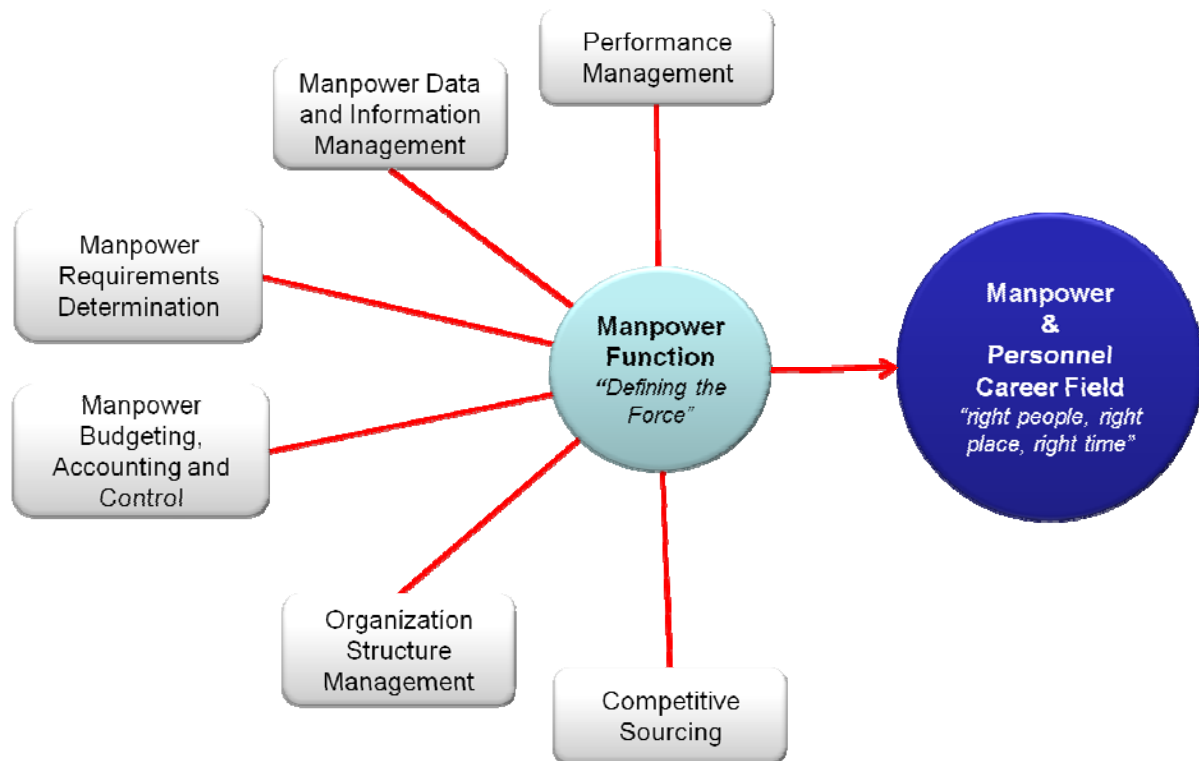 Performance
Management
Manpower Data
and Information
Management
Manpower
Requirements
Determination
Manpower
Budgeting,
Accounting and
Control
Organization
Structure
Management
Competitive
Sourcing
Manpower
Function
“Defining the
Force”
Manpower
&
Personnel
Career Field
“right people, right
place, right time”